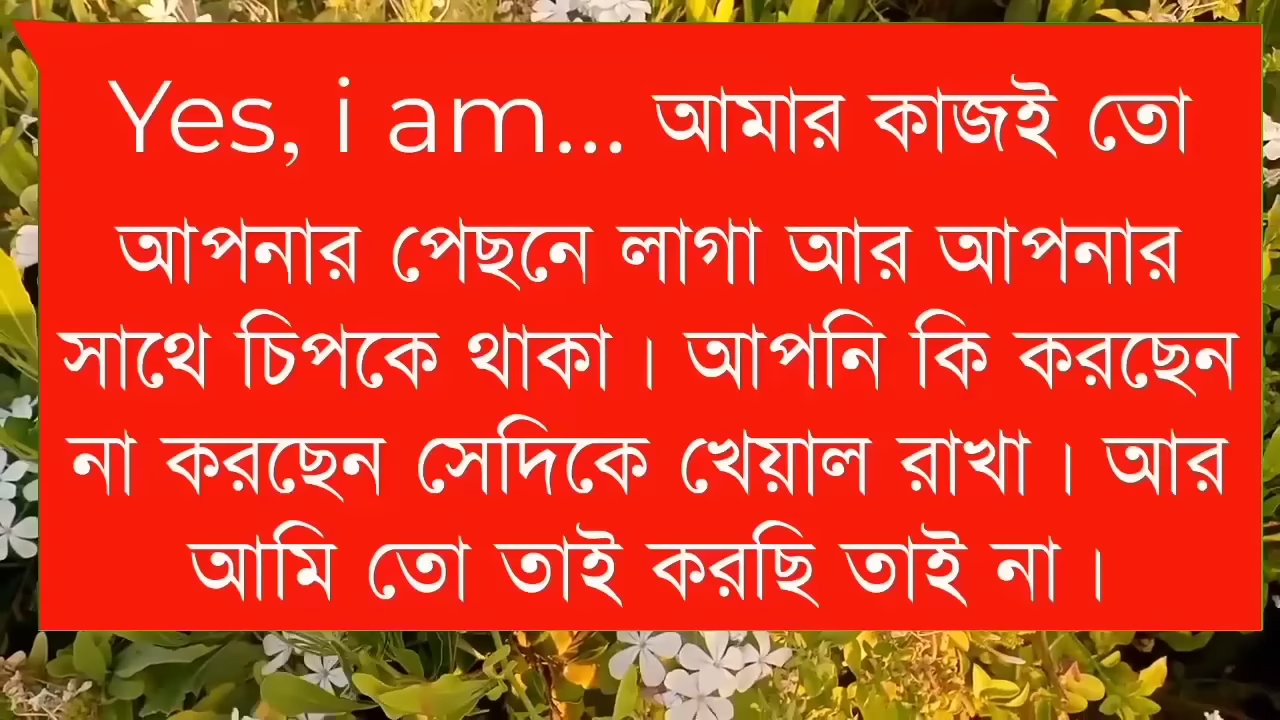 Yes, i am... আমার কাজই তো
আপনার পেছনে লাগা আর আপনার
সাথে চিপকে থাকা। আপনি কি করছেন
না করছেন সেদিকে খেয়াল রাখা। আর
আমি তো তাই করছি তাই না।